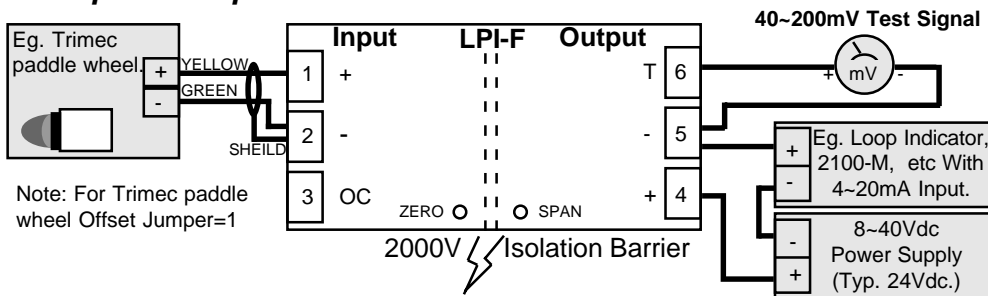 40~200mV Test Signal
Eg. Trimec
paddle wheel.
+
-
YELLOW
GREEN
SHEILD
Input
LPI-F
Output
1
+
2
-
3
OC
ZERO
SPAN
T
6
-
5
+
4
+
mV
-
+
-
Eg. Loop Indicator,
2100-M, etc With
4~20mA Input.
-
+
8~40Vdc
Power Supply
(Typ. 24Vdc.)
Note: For Trimec paddle
wheel Offset Jumper=1
2000V
Isolation Barrier